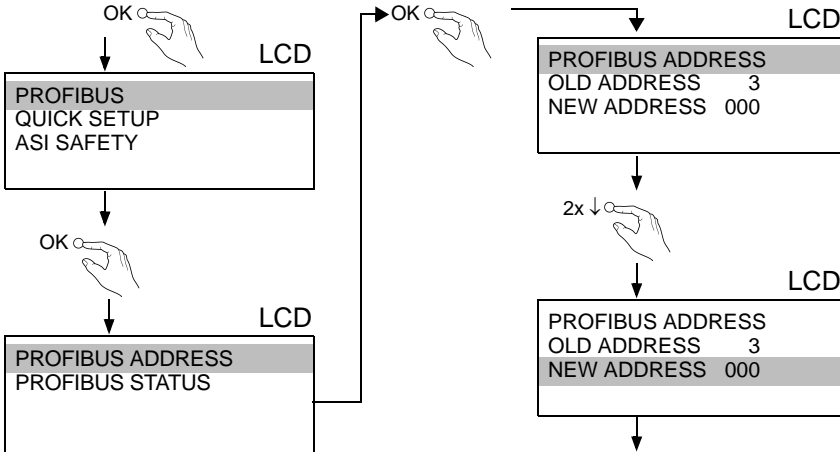 OK
LCD
PROFIBUS
QUICK SETUP
ASI SAFETY
OK
LCD
PROFIBUS ADDRESS
PROFIBUS STATUS
OK
LCD
PROFIBUS ADDRESS
OLD ADDRESS 3
NEW ADDRESS 000
2x ↓
LCD
PROFIBUS ADDRESS
OLD ADDRESS 3
NEW ADDRESS 000